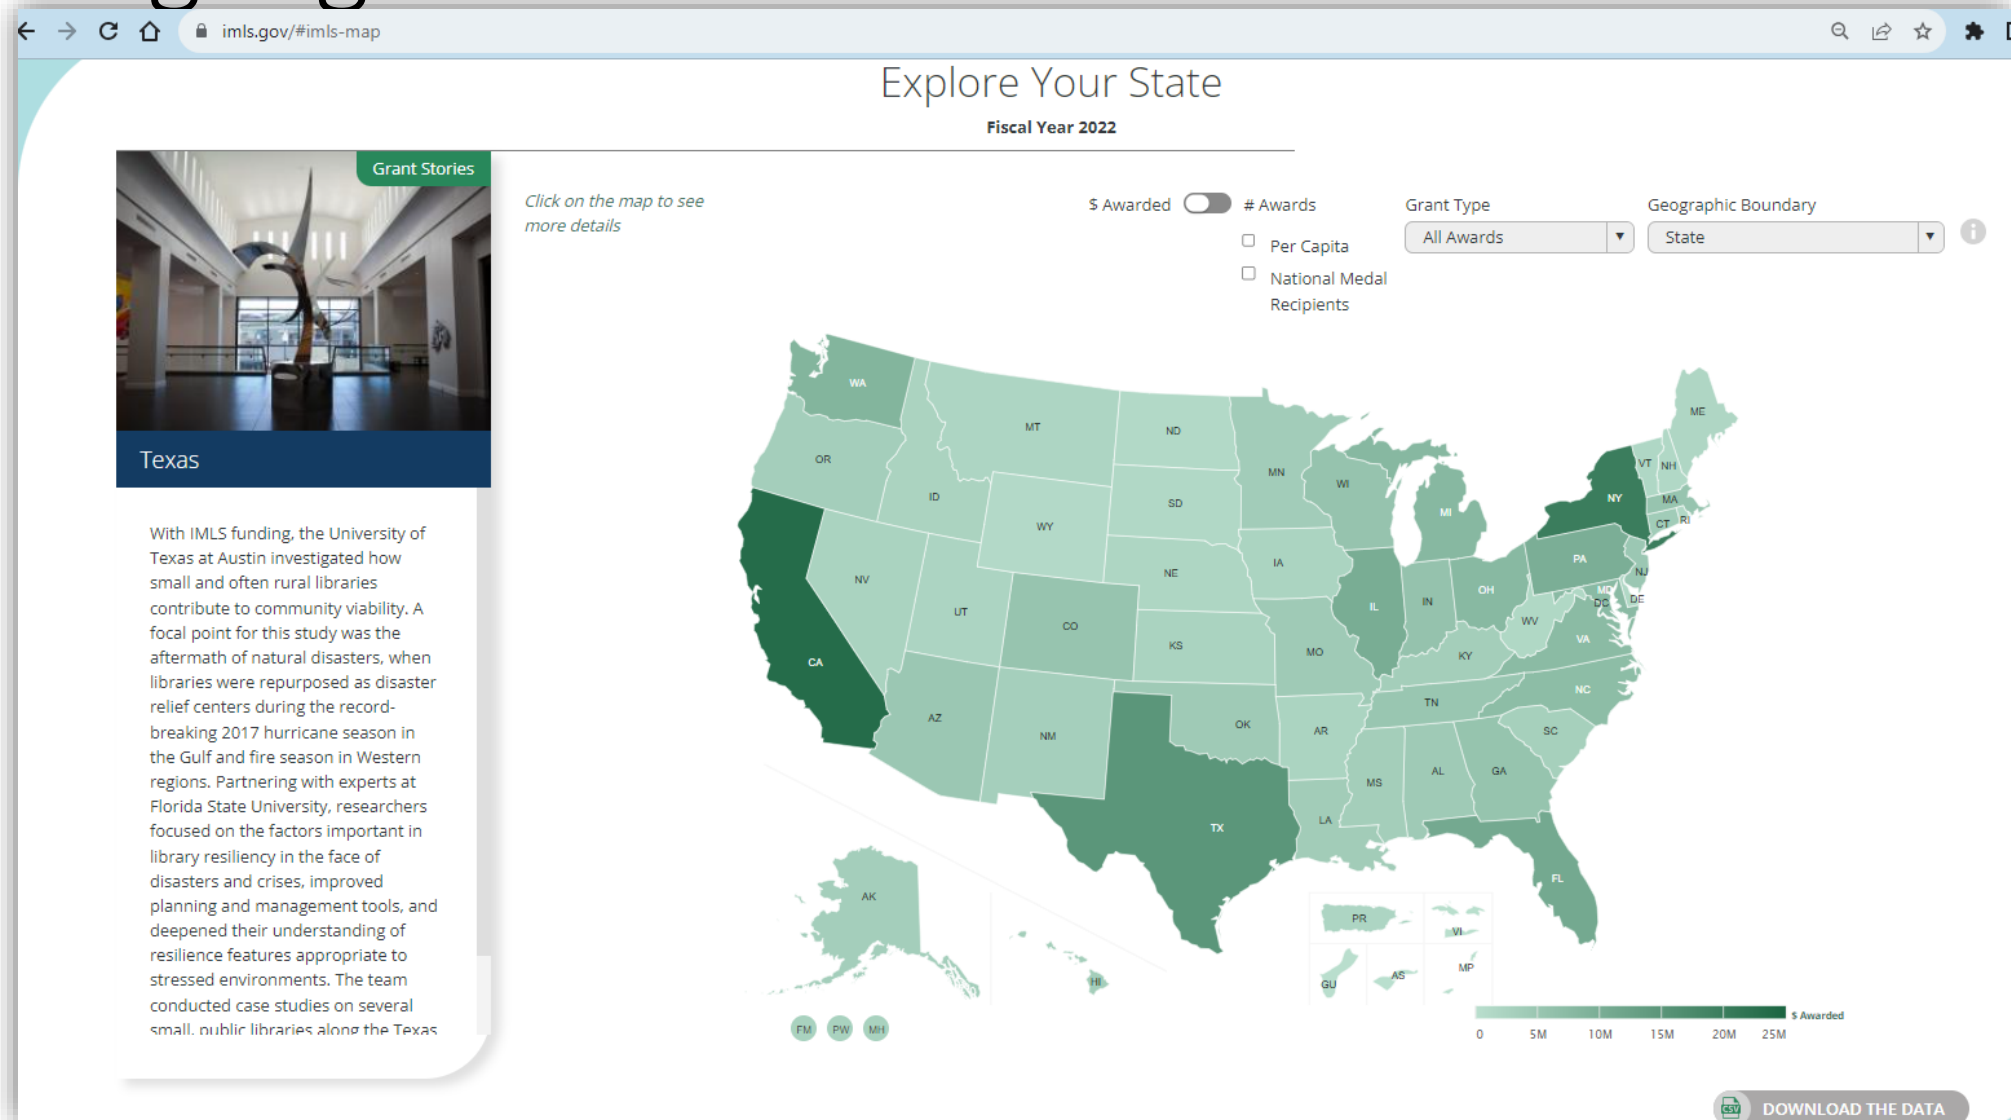 imls.gov/#imls-map
Explore Your State
Fiscal Year 2022
Grant Stories
Texas
With IMLS funding, the University of
Texas at Austin investigated how
small and often rural libraries
contribute to community viability. A
focal point for this study was the
aftermath of natural disasters, when
libraries were repurposed as disaster
relief centers during the record-
breaking 2017 hurricane season in
the Gulf and fire season in Western
regions. Partnering with experts at
Florida State University, researchers
focused on the factors important in
library resiliency in the face of
disasters and crises, improved
planning and management tools, and
deepened their understanding of
resilience features appropriate to
stressed environments. The team
conducted case studies on several
small, public libraries along the Texas
Click on the map to see
more details
$ Awarded
# Awards
Per Capita
National Medal
Recipients
Grant Type
All Awards
Geographic Boundary
State
WA
MT
ND
ME
OR
MN
VT
NH
ID
SD
WI
NY
MA
WY
MI
CT
RI
NV
NE
IA
PA
NJ
UT
CO
IL
IN
OH
MD
DC
DE
CA
KS
MO
WV
VA
KY
AZ
NM
OK
AR
TN
NC
SC
MS
AL
GA
TX
LA
FL
AK
HI
PR
VI
GU
AS
MP
FM
PW
MH
$ Awarded
0
5M
10M
15M
20M
25M
CSV
DOWNLOAD THE DATA